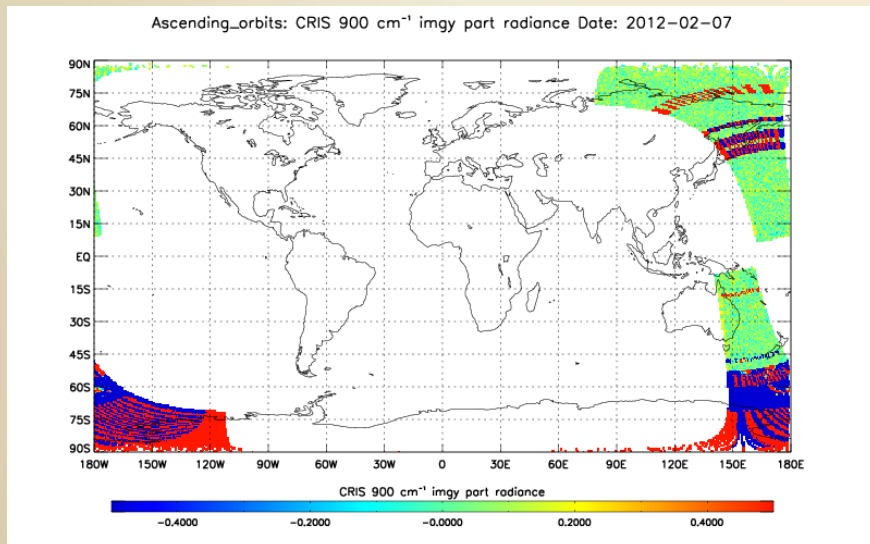 Ascending_orbits: CRIS 900 cm⁻¹ imgy part radiance Date: 2012-02-07
90N
75N
60N
45N
30N
15N
EQ
15S
30S
45S
60S
75S
90S
180W 150W 120W 90W 60W 30W 0 30E 60E 90E 120E 150E 180E
CRIS 900 cm⁻¹ imgy part radiance
-0.4000 -0.2000 -0.0000 0.2000 0.4000